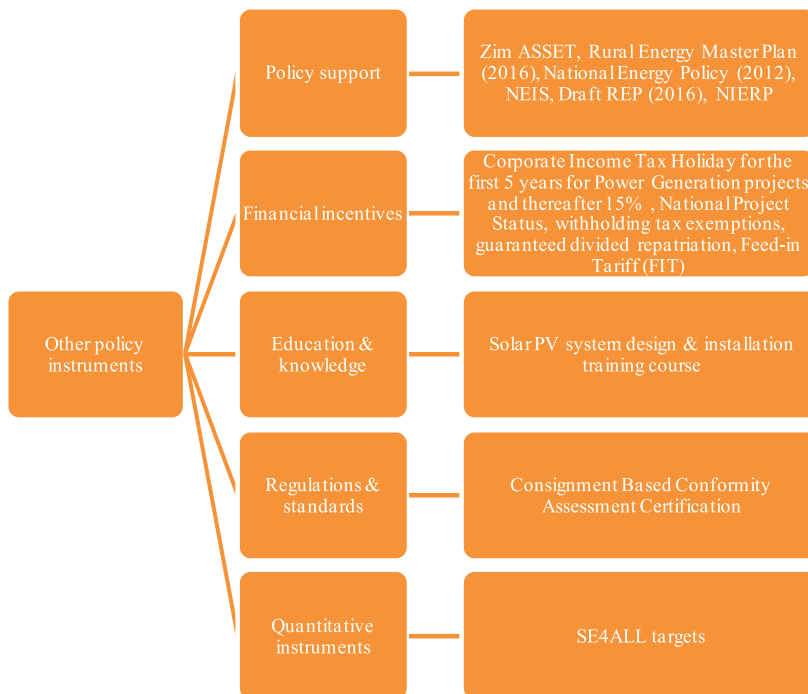 Policy support
Zim ASSET, Rural Energy Master Plan
(2016), National Energy Policy (2012),
NEIS, Draft REP (2016), NIERP
Financial incentives
Corporate Income Tax Holiday for the
first 5 years for Power Generation projects
and thereafter 15% , National Project
Status, withholding tax exemptions,
guaranteed divided repatriation, Feed-in
Tariff (FIT)
Other policy
instruments
Education &
knowledge
Solar PV system design & installation
training course
Regulations &
standards
Consignment Based Conformity
Assessment Certification
Quantitative
instruments
SE4ALL targets